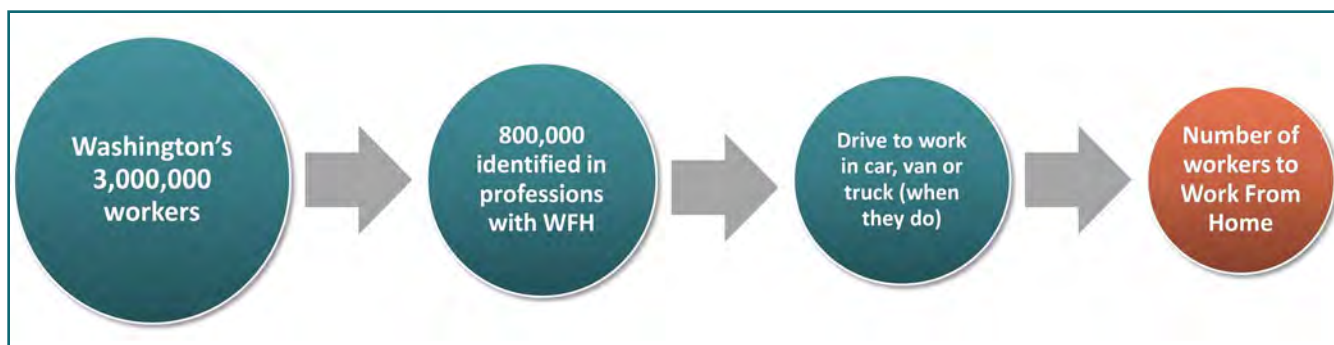 Washington’s
3,000,000
workers
800,000
identified in
professions
with WFH
Drive to work
in car, van or
truck (when
they do)
Number of
workers to
Work From
Home